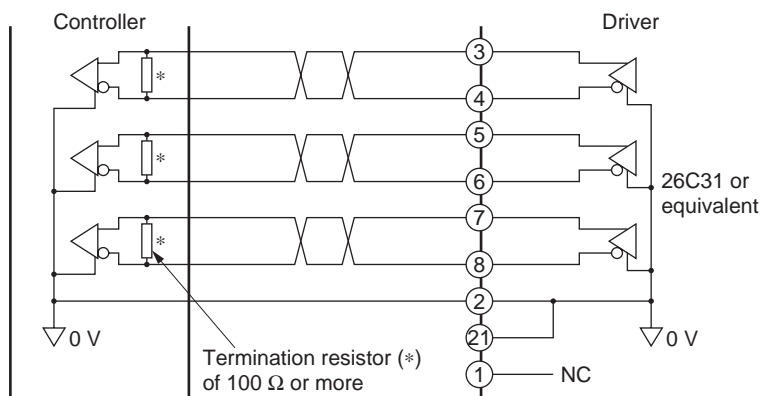 Controller
Driver
3
*
4
5
*
6
26C31 or
equivalent
7
*
8
2
0 V
21
0 V
Termination resistor (*)
of 100 Ω or more
1
NC